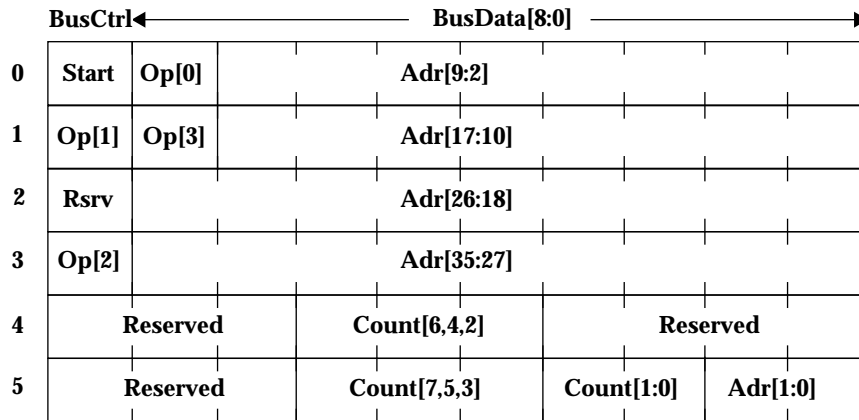 BusCtrl BusData[8:0]
0 Start Op[0] Adr[9:2]
1 Op[1] Op[3] Adr[17:10]
2 Rsrv Adr[26:18]
3 Op[2] Adr[35:27]
4 Reserved Count[6,4,2] Reserved
5 Reserved Count[7,5,3] Count[1:0] Adr[1:0]